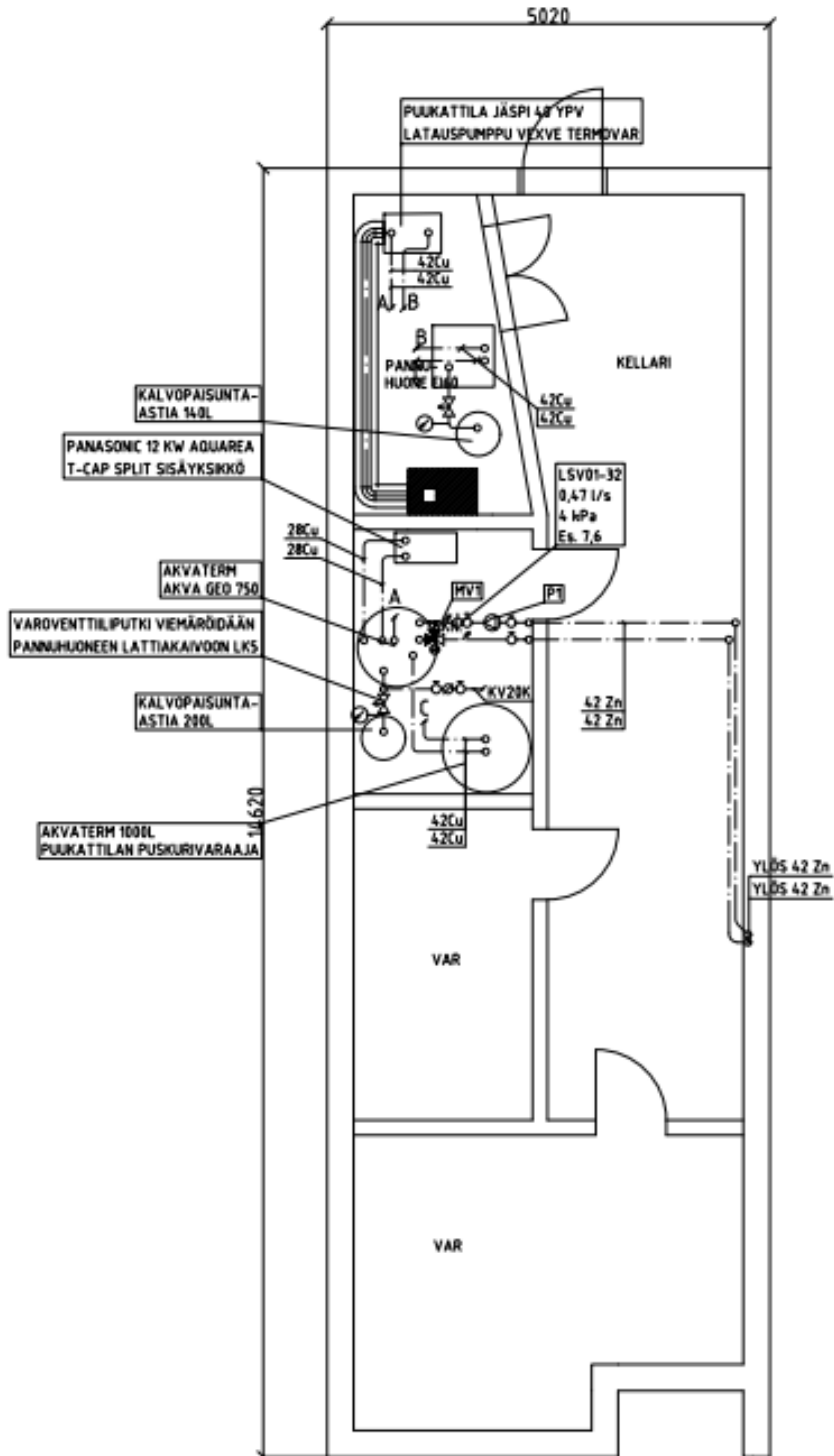 5020
PUUKATTILA JÄSPI 40 YPV
LATAUSPUMPPU VEXVE TERMOVAR
42Cu
42Cu
A
B
B
KELLARI
PANNU-
HUONE EI60
KALVOPAISUNTA-
ASTIA 140L
42Cu
42Cu
PANASONIC 12 KW AQUAREA
T-CAP SPLIT SISÄYKSIKKÖ
LSV01-32
0,47 l/s
4 kPa
Es. 7,6
28Cu
28Cu
AKVATERM
AKVA GEO 750
A
MV1
P1
VAROVENTTIILIPUTKI VIEMÄRÖIDÄÄN
PANNUHUONEEN LATTIAKAIVOON LK5
KV20K
KALVOPAISUNTA-
ASTIA 200L
C
42 Zn
42 Zn
14620
AKVATERM 1000L
PUUKATTILAN PUSKURIVARAAJA
42Cu
42Cu
YLÖS 42 Zn
YLÖS 42 Zn
VAR
VAR